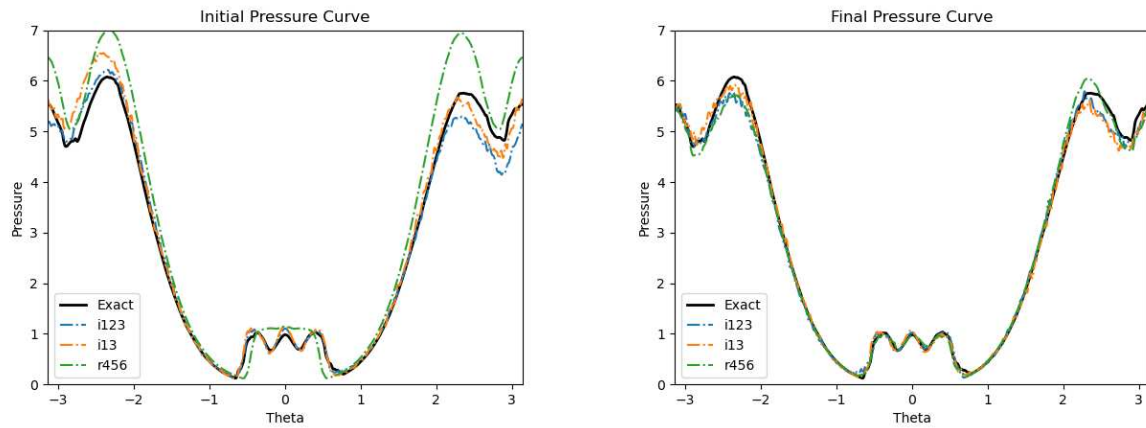 Initial Pressure Curve
7
6
5
4
3
2
1
0
Pressure
Exact
i123
i13
r456
−3 −2 −1 0 1 2 3
Theta
Final Pressure Curve
7
6
5
4
3
2
1
0
Pressure
Exact
i123
i13
r456
−3 −2 −1 0 1 2 3
Theta